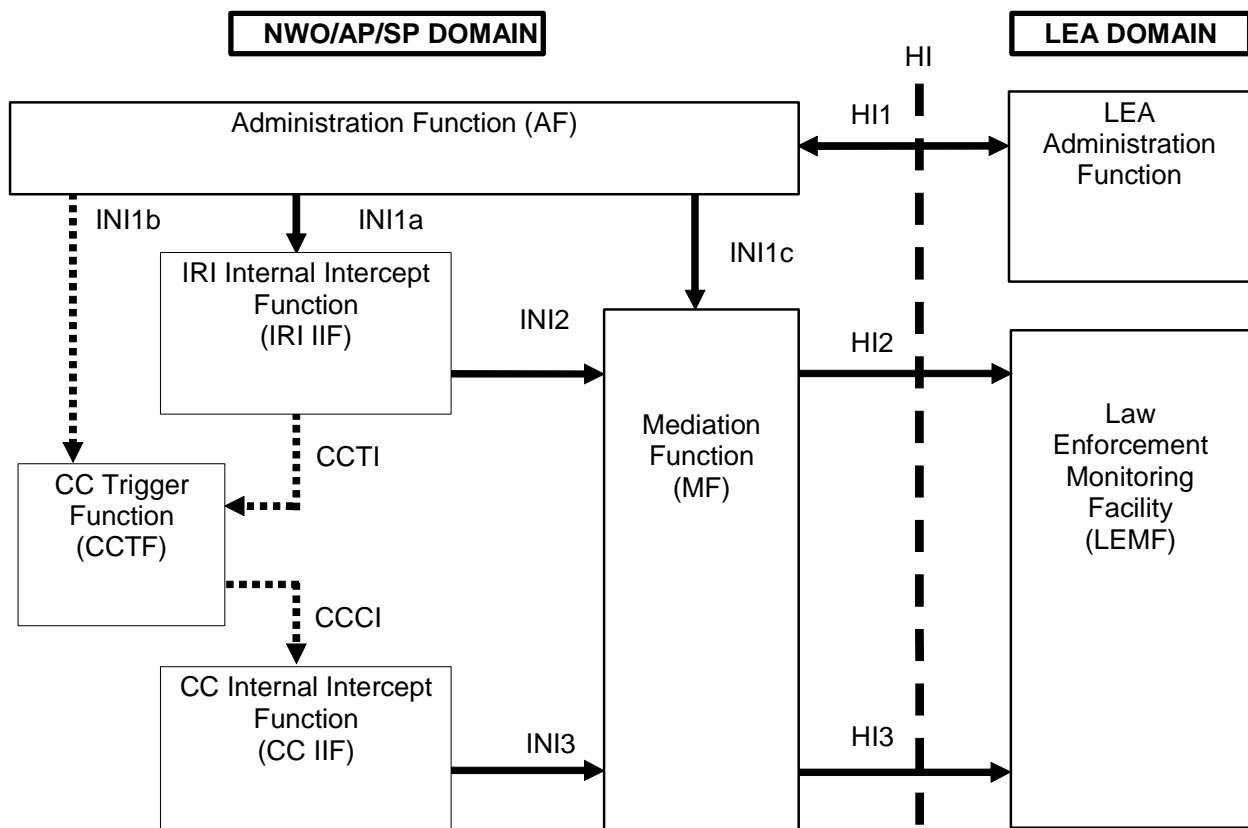 NWO/AP/SP DOMAIN
LEA DOMAIN
HI
Administration Function (AF)
HI1
LEA
Administration
Function
INI1b
INI1a
INI1c
IRI Internal Intercept
Function
(IRI IIF)
INI2
HI2
Mediation
Function
(MF)
Law
Enforcement
Monitoring
Facility
(LEMF)
CCTI
CC Trigger
Function
(CCTF)
CCCI
CC Internal Intercept
Function
(CC IIF)
INI3
HI3